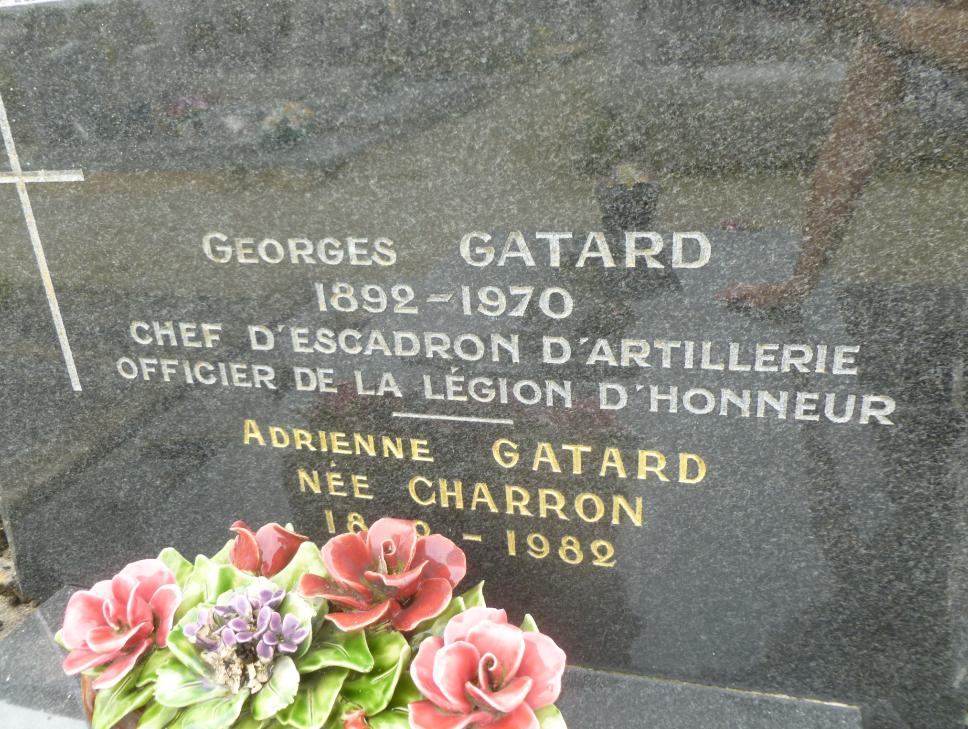 GEORGES GATARD
1892-1970
CHEF D'ESCADRON D'ARTILLERIE
OFFICIER DE LA LÉGION D'HONNEUR
ADRIENNE GATARD
NÉE CHARRON
- 1982